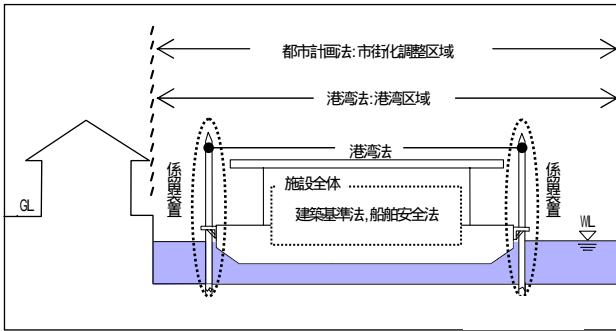 都市計画法:市街化調整区域
港湾法:港湾区域
港湾法
係留装置
係留装置
施設全体
建築基準法,船舶安全法
GL
WL